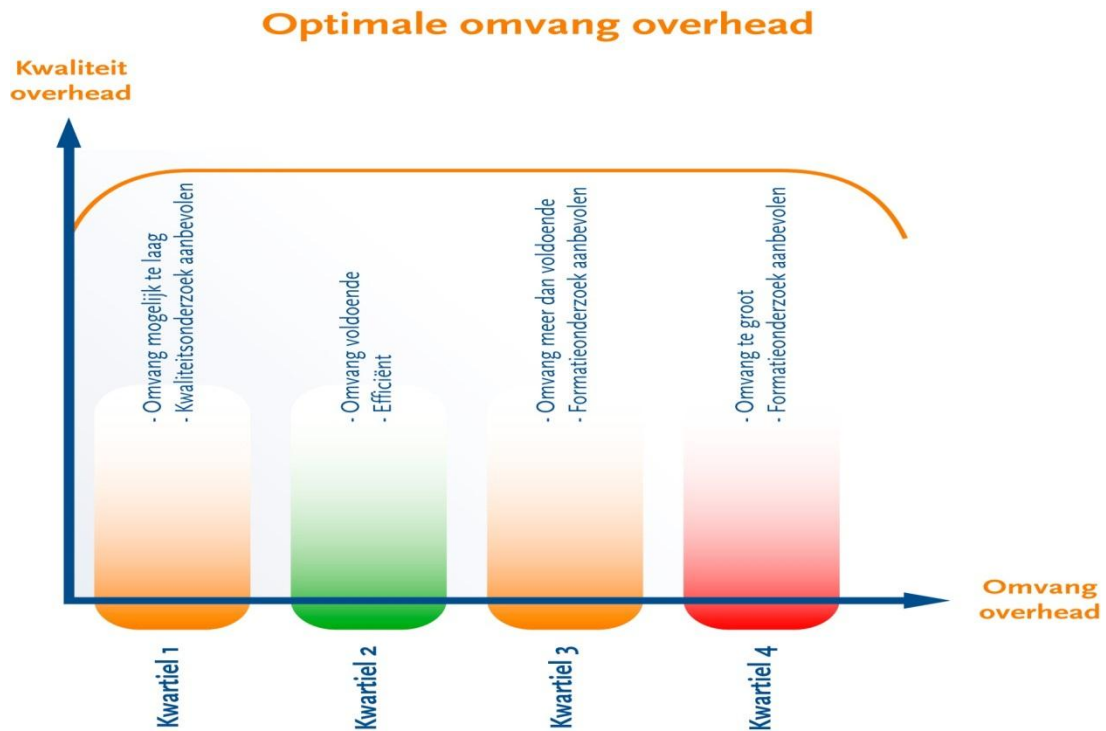 Optimale omvang overhead
Kwaliteit
overhead
- Omvang mogelijk te laag
- Kwaliteitsonderzoek aanbevolen
- Omvang voldoende
- Efficiënt
- Omvang meer dan voldoende
- Formatieonderzoek aanbevolen
- Omvang te groot
- Formatieonderzoek aanbevolen
Omvang
overhead
Kwartiel 1
Kwartiel 2
Kwartiel 3
Kwartiel 4